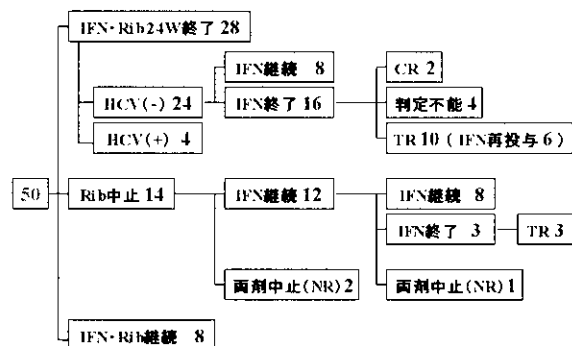 IFN・Rib24W終了 28
IFN継続 8
CR 2
HCV(-) 24
IFN終了 16
判定不能 4
HCV(+) 4
TR 10 ( IFN再投与 6 )
50
Rib中止 14
IFN継続 12
IFN継続 8
IFN終了 3
TR 3
両剤中止(NR) 2
両剤中止(NR) 1
IFN・Rib継続 8